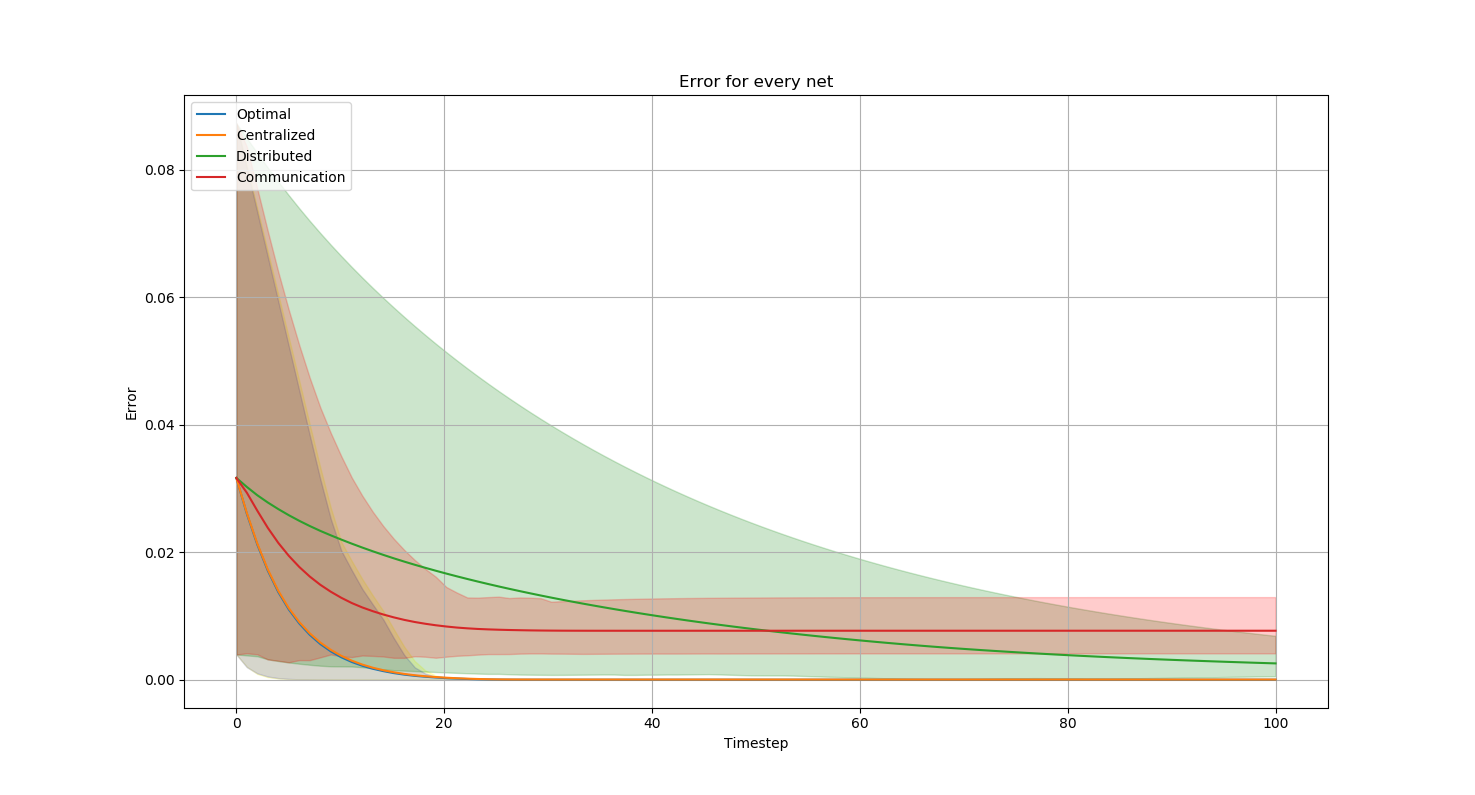 Error for every net
Optimal
Centralized
Distributed
Communication
0.08
0.06
0.04
0.02
0.00
Error
0 20 40 60 80 100
Timestep